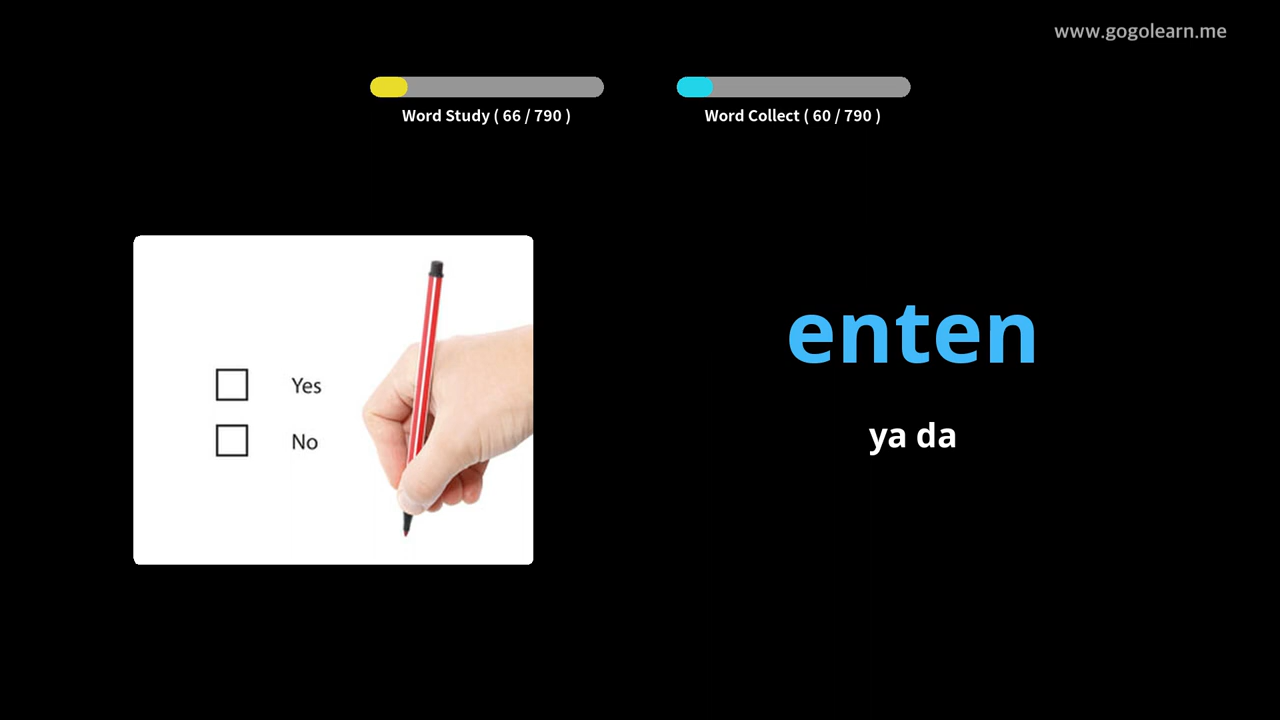 www.gogolearn.me
Word Study ( 66 / 790 )
Word Collect ( 60 / 790 )
Yes
No
enten
ya da